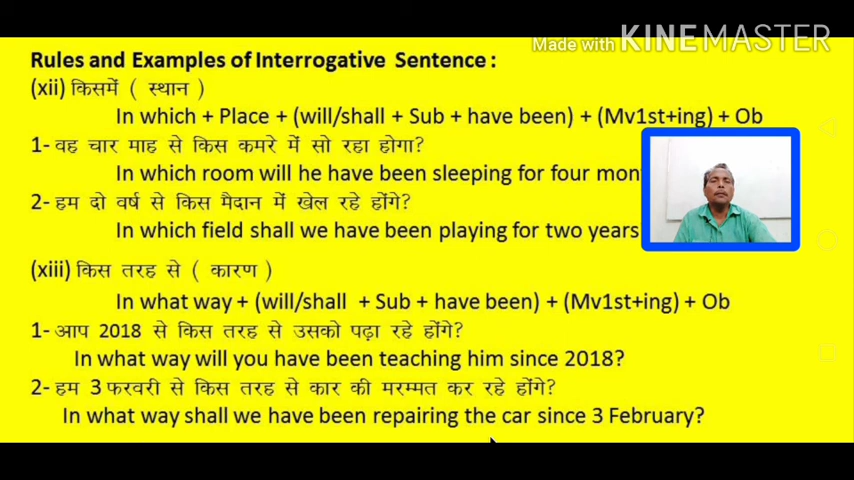 Made with KINEMASTER
Rules and Examples of Interrogative Sentence :
(xii) किसमें ( स्थान )
In which + Place + (will/shall + Sub + have been) + (Mv1st+ing) + Ob
1- वह चार माह से किस कमरे में सो रहा होगा?
In which room will he have been sleeping for four
2- हम दो वर्ष से किस मैदान में खेल रहे होंगे?
In which field shall we have been playing for two years
(xiii) किस तरह से ( कारण )
In what way + (will/shall + Sub + have been) + (Mv1st+ing) + Ob
1- आप 2018 से किस तरह से उसको पढ़ा रहे होंगे?
In what way will you have been teaching him since 2018?
2- हम 3 फरवरी से किस तरह से कार की मरम्मत कर रहे होंगे?
In what way shall we have been repairing the car since 3 February?